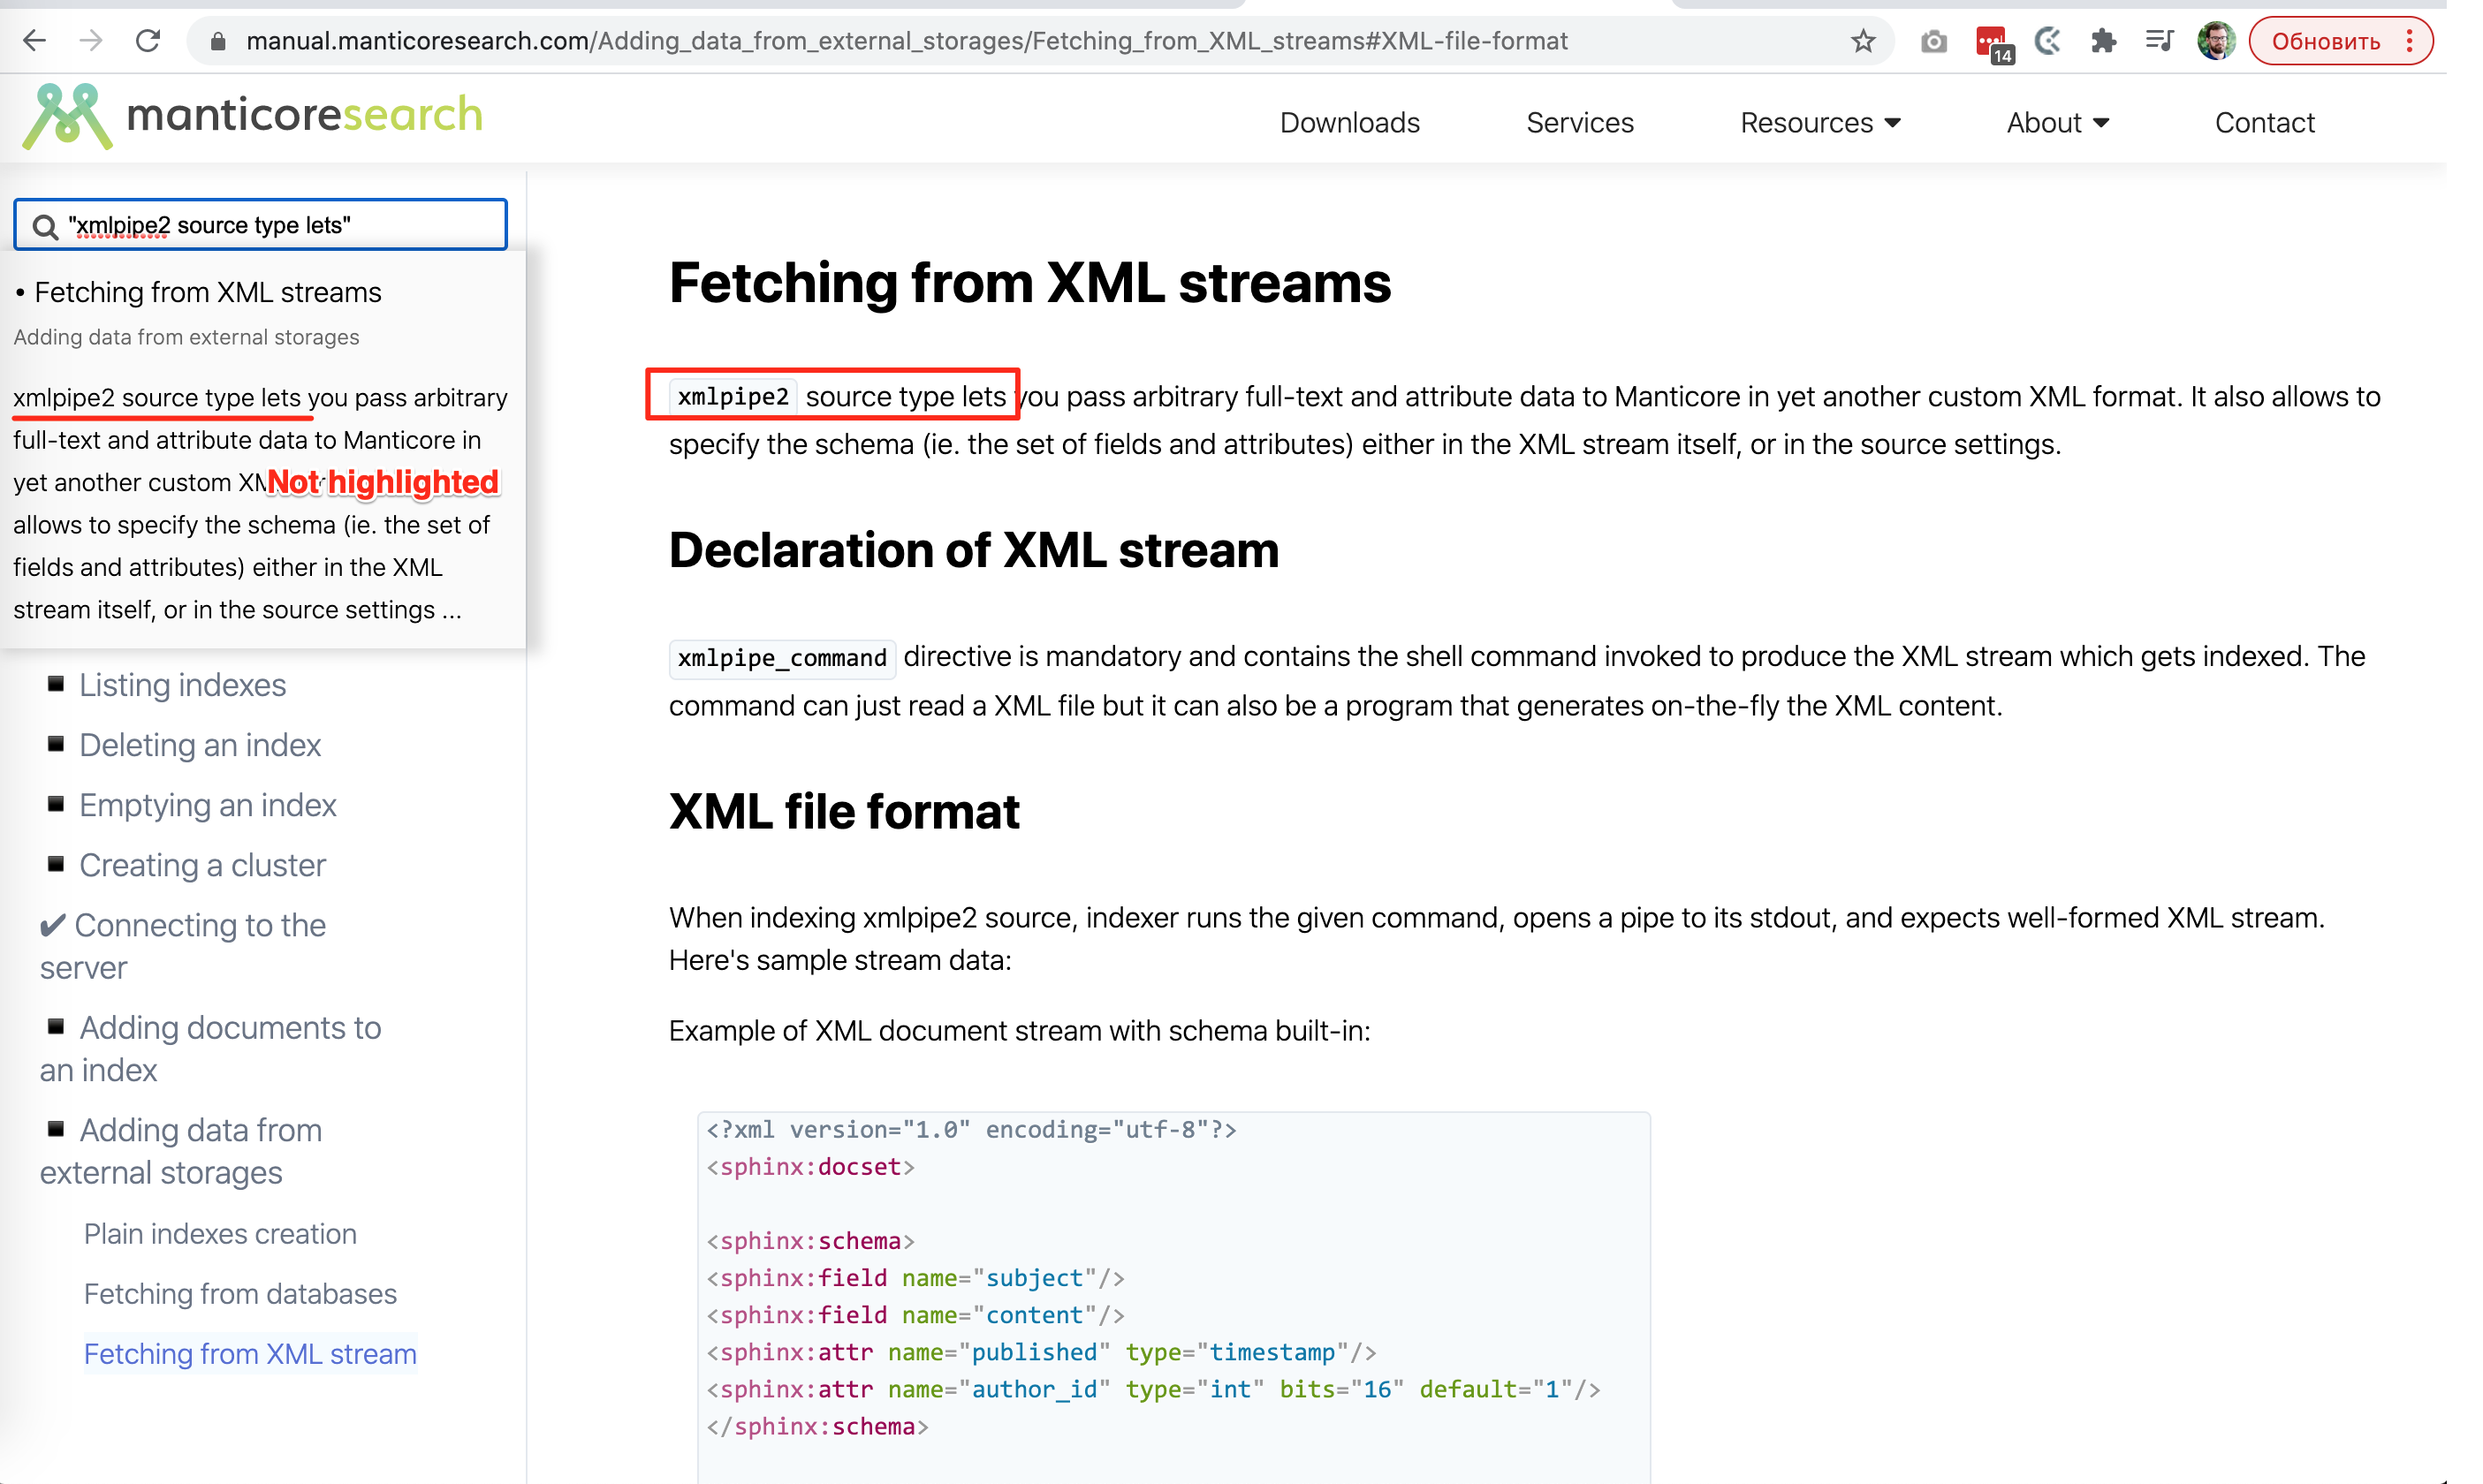 manual.manticoresearch.com/Adding_data_from_external_storages/Fetching_from_XML_streams#XML-file-format
14
Обновить
manticoresearch
Downloads
Services
Resources
About
Contact
"xmlpipe2 source type lets"
• Fetching from XML streams
Adding data from external storages
xmlpipe2 source type lets you pass arbitrary
full-text and attribute data to Manticore in
yet another custom
Not highlighted
allows to specify the schema (ie. the set of
fields and attributes) either in the XML
stream itself, or in the source settings ...
Listing indexes
Deleting an index
Emptying an index
Creating a cluster
✔ Connecting to the
server
Adding documents to
an index
Adding data from
external storages
Plain indexes creation
Fetching from databases
Fetching from XML stream
Fetching from XML streams
xmlpipe2 source type lets you pass arbitrary full-text and attribute data to Manticore in yet another custom XML format. It also allows to
specify the schema (ie. the set of fields and attributes) either in the XML stream itself, or in the source settings.
Declaration of XML stream
xmlpipe_command directive is mandatory and contains the shell command invoked to produce the XML stream which gets indexed. The
command can just read a XML file but it can also be a program that generates on-the-fly the XML content.
XML file format
When indexing xmlpipe2 source, indexer runs the given command, opens a pipe to its stdout, and expects well-formed XML stream.
Here's sample stream data:
Example of XML document stream with schema built-in:
<?xml version="1.0" encoding="utf-8"?>
<sphinx:docset>
<sphinx:schema>
<sphinx:field name="subject"/>
<sphinx:field name="content"/>
<sphinx:attr name="published" type="timestamp"/>
<sphinx:attr name="author_id" type="int" bits="16" default="1"/>
</sphinx:schema>